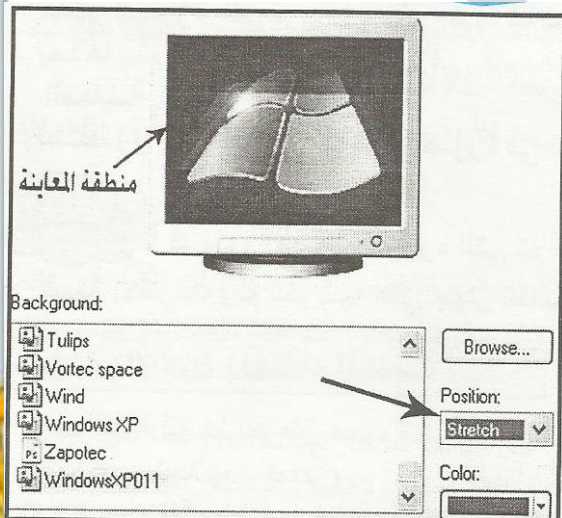 منطقة المعاينة
Background:
Tulips
Vortec space
Wind
Windows XP
Zapotec
WindowsXP011
Browse...
Position:
Stretch
Color: